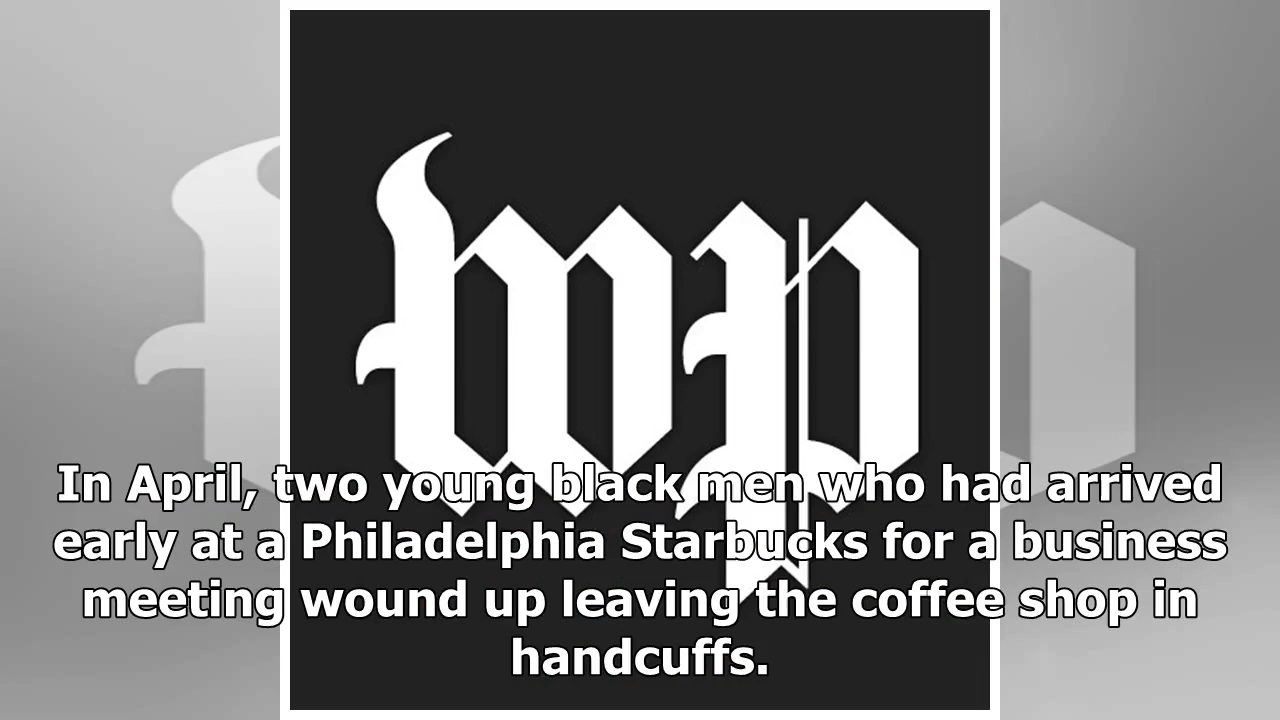 wp
In April, two young black men who had arrived
early at a Philadelphia Starbucks for a business
meeting wound up leaving the coffee shop in
handcuffs.